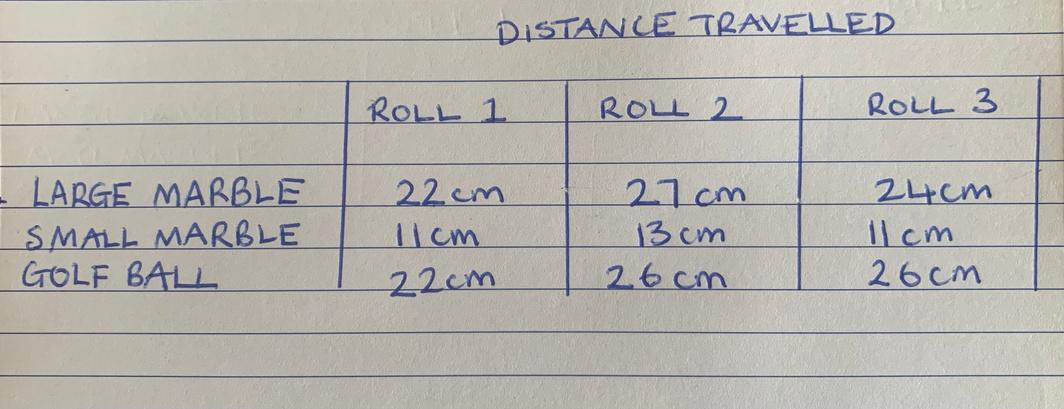 DISTANCE TRAVELLED
ROLL 1 ROLL 2 ROLL 3
LARGE MARBLE 22cm 27cm 24cm
SMALL MARBLE 11cm 13cm 11cm
GOLF BALL 22cm 26cm 26cm